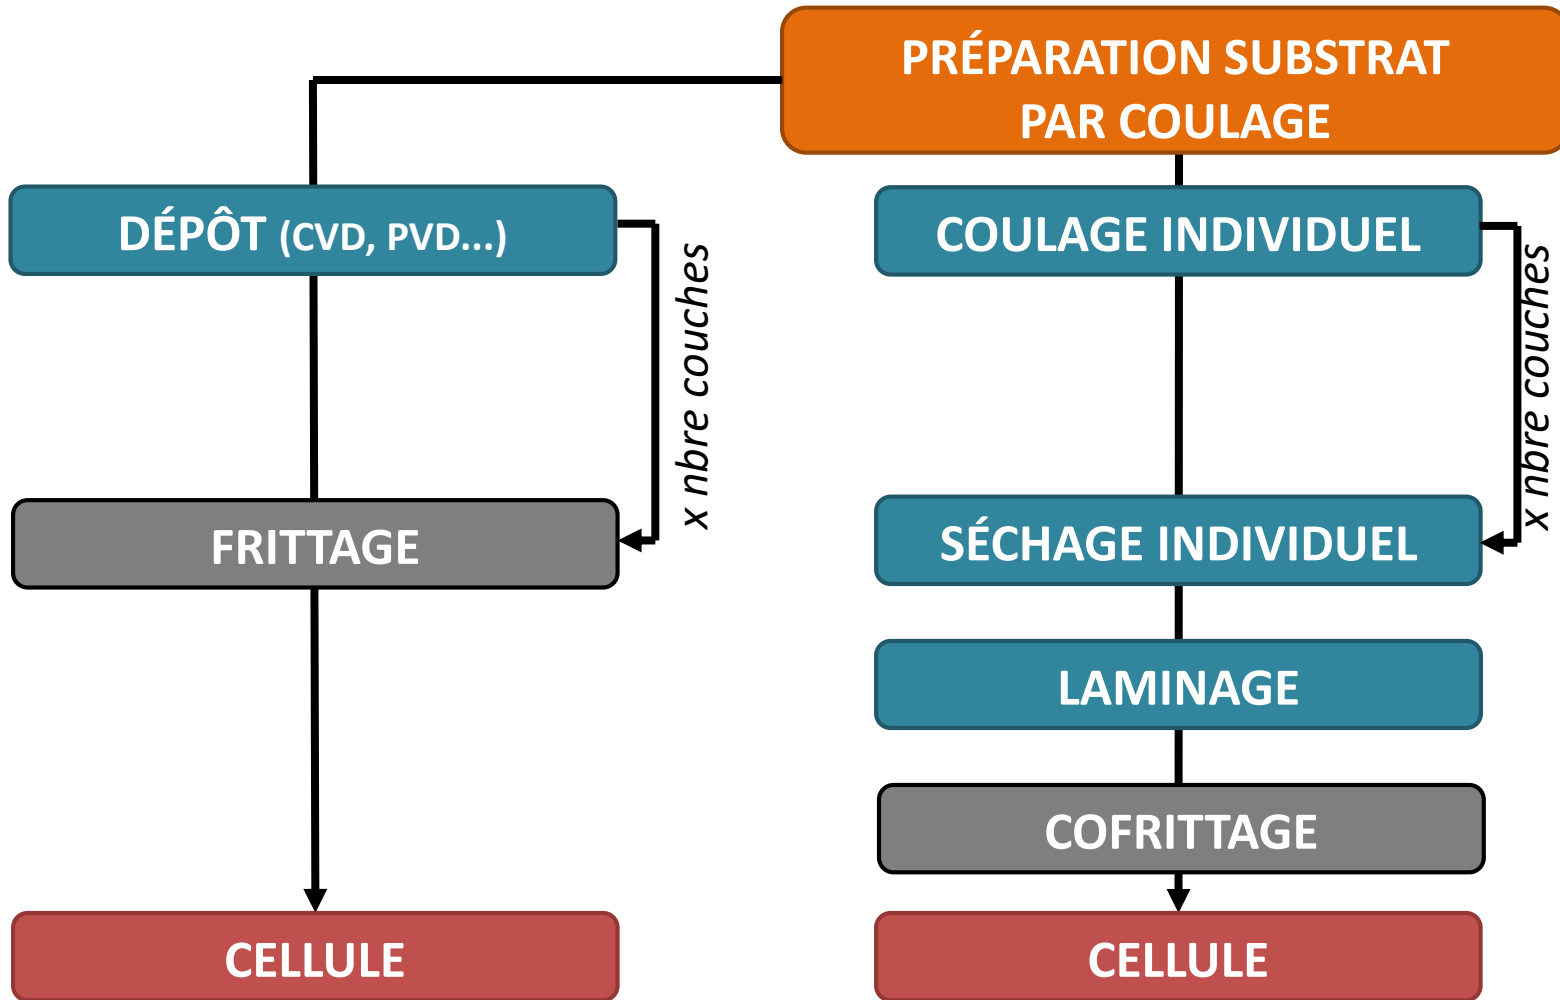 PRÉPARATION SUBSTRAT
PAR COULAGE
DÉPÔT (CVD, PVD...)
x nbre couches
FRITTAGE
CELLULE
COULAGE INDIVIDUEL
x nbre couches
SÉCHAGE INDIVIDUEL
LAMINAGE
COFRITTAGE
CELLULE